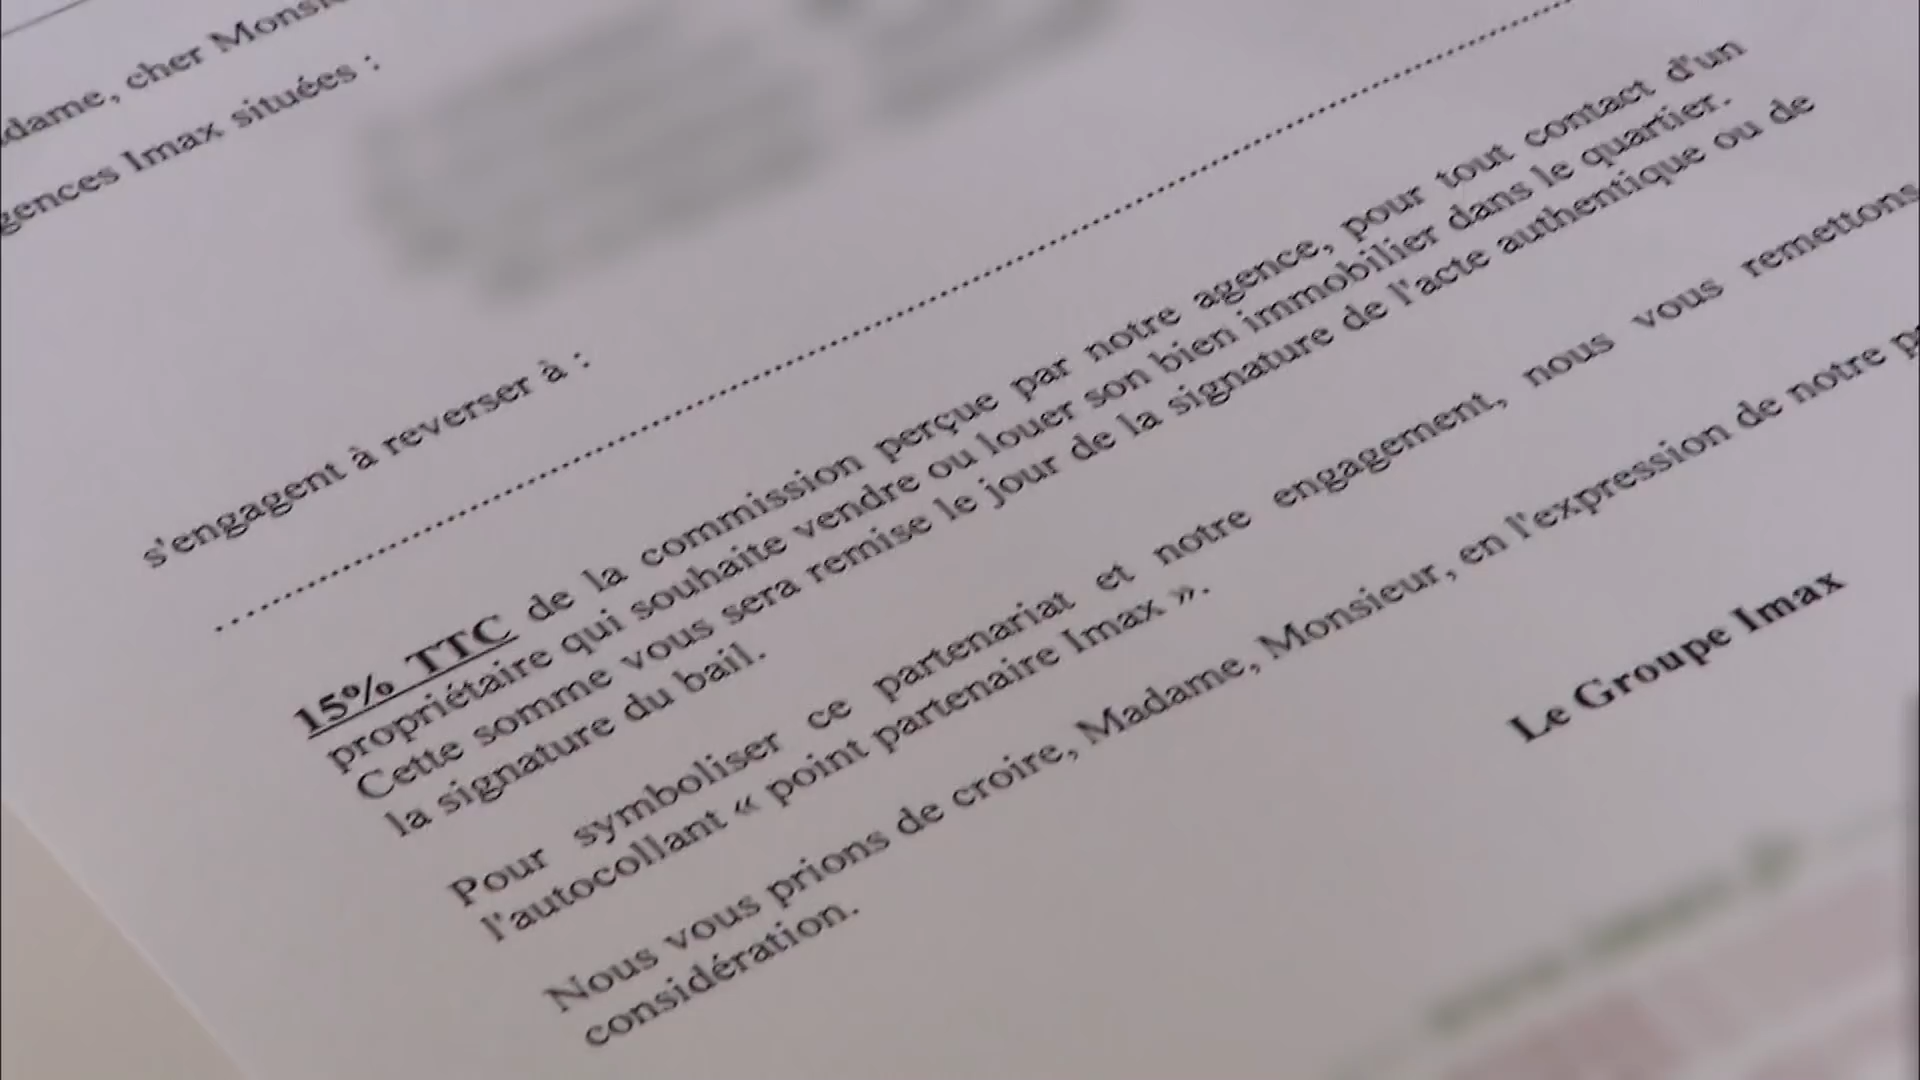 dame, cher Monsi
gences Imax situées :
s'engagent à reverser à :
15% TTC de la commission perçue par notre agence, pour tout contact d'un
propriétaire qui souhaite vendre ou louer son bien immobilier dans le quartier.
Cette somme vous sera remise le jour de la signature de l'acte authentique ou de
la signature du bail.
Pour symboliser ce partenariat et notre engagement, nous vous remettons
l'autocollant « point partenaire Imax ».
Nous vous prions de croire, Madame, Monsieur, en l'expression de notre p
considération.
Le Groupe Imax